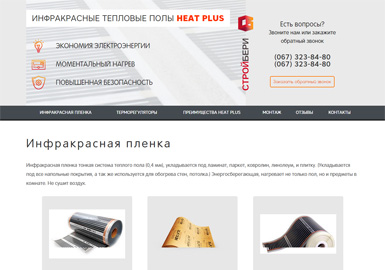 ИНФРАКРАСНЫЕ ТЕПЛОВЫЕ ПОЛЫ HEAT PLUS
ЭКОНОМИЯ ЭЛЕКТРОЭНЕРГИИ
МОМЕНТАЛЬНЫЙ НАГРЕВ
ПОВЫШЕННАЯ БЕЗОПАСНОСТЬ
СТРОЙБЕРИ
Есть вопросы?
Звоните нам или закажите
обратный звонок
(067) 323-84-80
(067) 323-84-80
Заказать обратный звонок
ИНФРАКРАСНАЯ ПЛЕНКА ТЕРМОРЕГУЛЯТОРЫ ПРЕИМУЩЕСТВА HEAT PLUS МОНТАЖ ОТЗЫВЫ КОНТАКТЫ
Инфракрасная пленка
Инфракрасная пленка тонкая система теплого пола (0,4 мм), укладываются под ламинат, паркет, ковролин, линолеум, и плитку. (Укладывается
под все напольные покрытия, а так же используется для обогрева стен, потолка.) Энергосберегающая, нагревает не только пол, но и предметы в
комнате. Не сушит воздух.